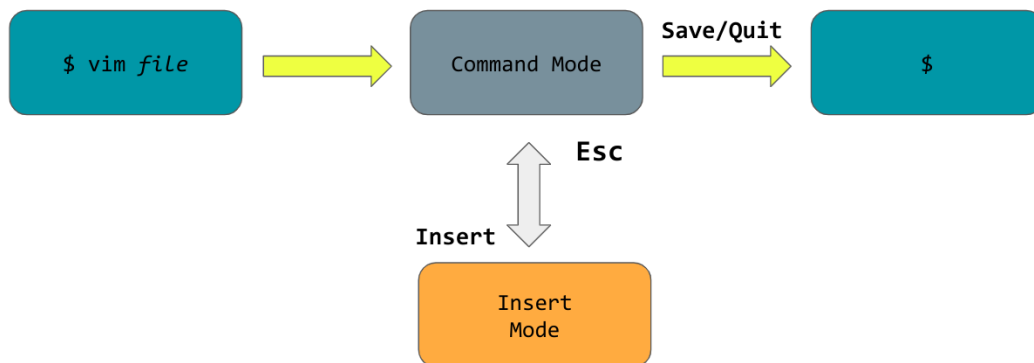 $ vim file
Command Mode
Save/Quit
$
Esc
Insert
Insert
Mode